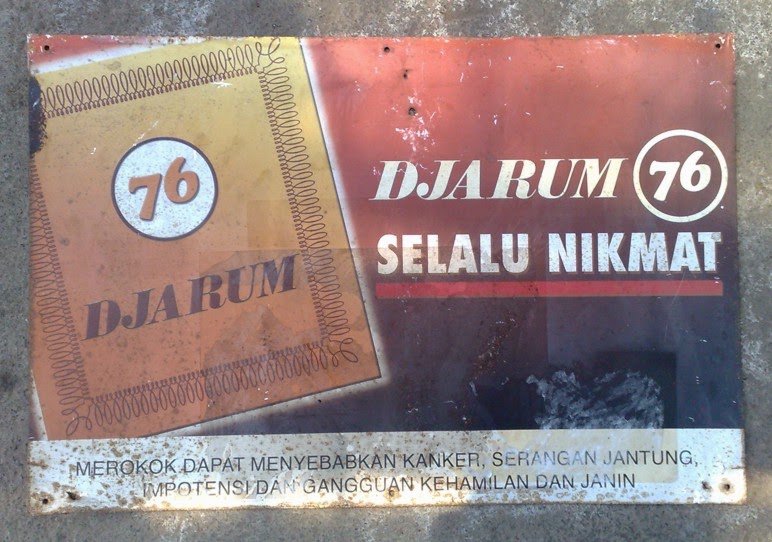 76
DJARUM
DJARUM 76
SELALU NIKMAT
MEROKOK DAPAT MENYEBABKAN KANKER, SERANGAN JANTUNG,
IMPOTENSI DAN GANGGUAN KEHAMILAN DAN JANIN